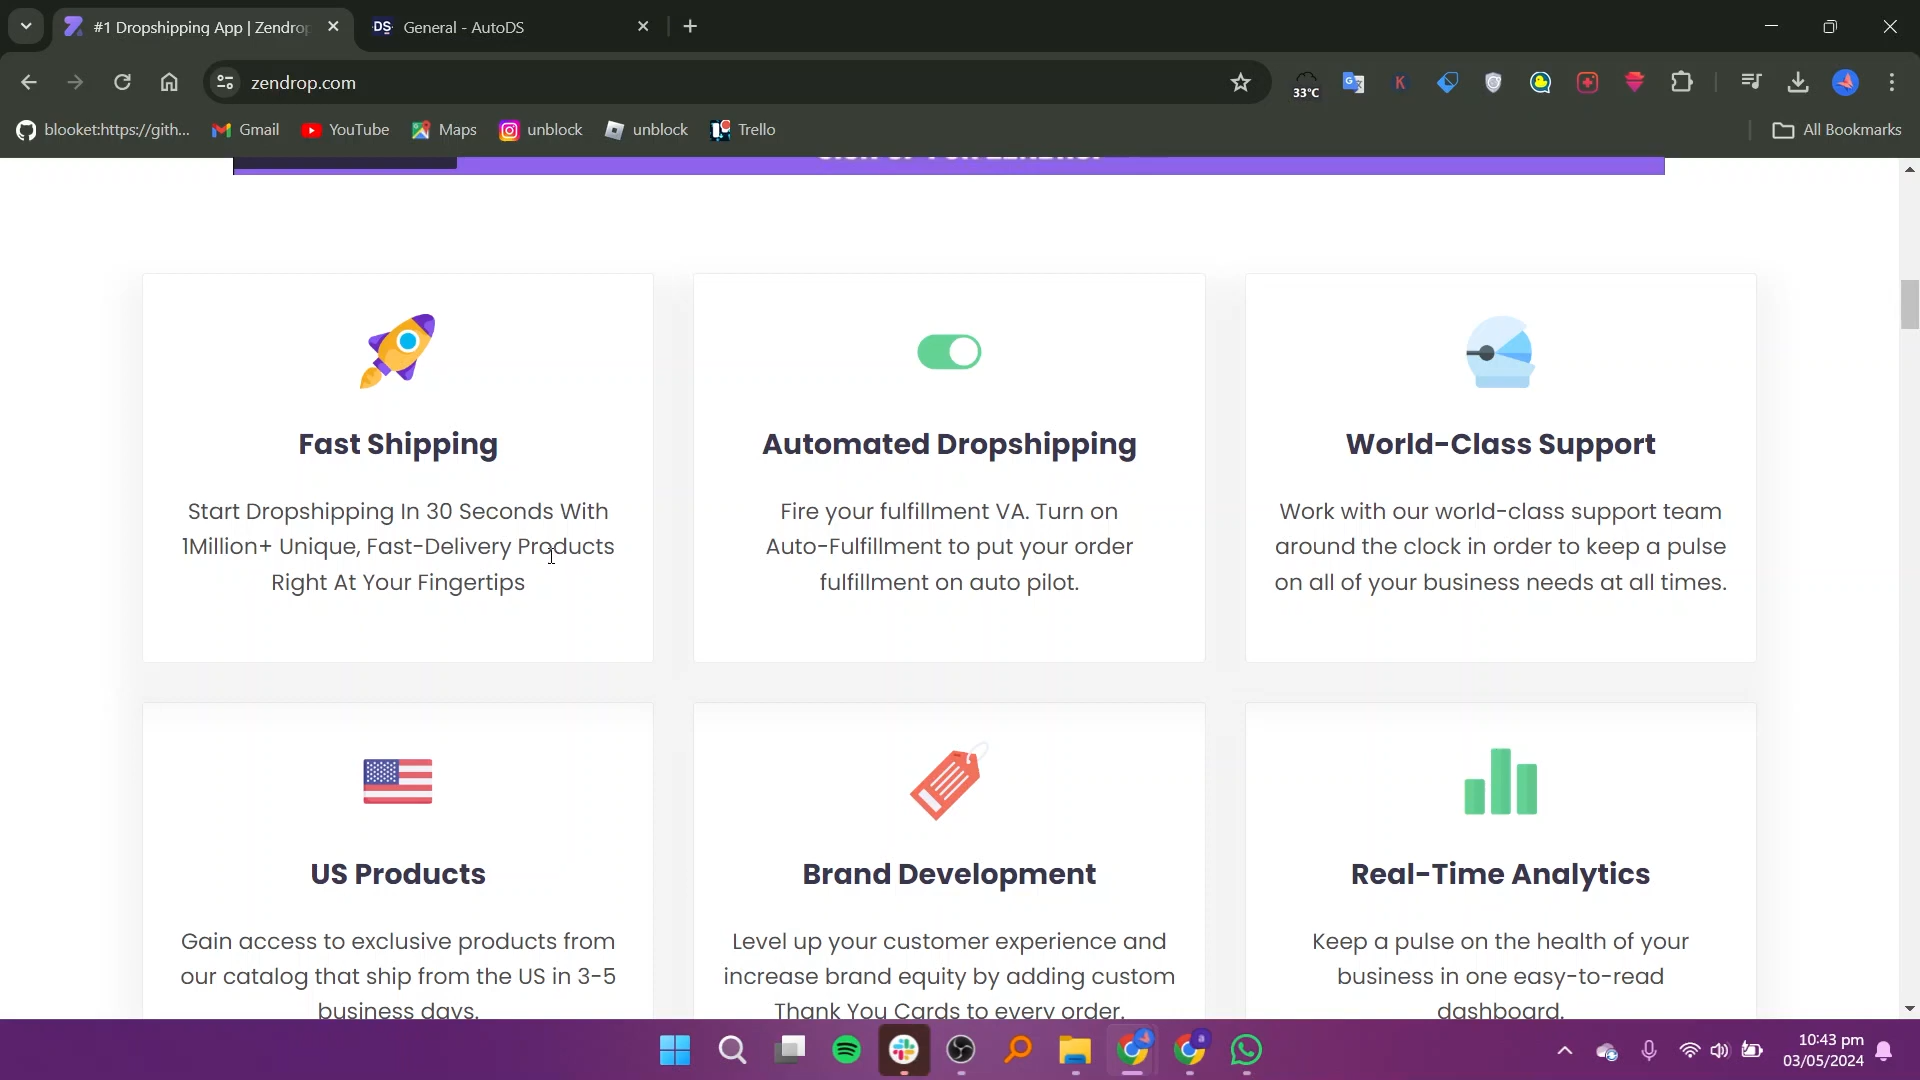 #1 Dropshipping App | Zendrop
DS General - AutoDS
zendrop.com
33°C
K
blooket:https://gith...
Gmail
YouTube
Maps
unblock
unblock
Trello
All Bookmarks
Fast Shipping
Start Dropshipping In 30 Seconds With
1Million+ Unique, Fast-Delivery Products
Right At Your Fingertips
Automated Dropshipping
Fire your fulfillment VA. Turn on
Auto-Fulfillment to put your order
fulfillment on auto pilot.
World-Class Support
Work with our world-class support team
around the clock in order to keep a pulse
on all of your business needs at all times.
US Products
Gain access to exclusive products from
our catalog that ship from the US in 3-5
business days.
Brand Development
Level up your customer experience and
increase brand equity by adding custom
Thank You Cards to every order.
Real-Time Analytics
Keep a pulse on the health of your
business in one easy-to-read
dashboard.
a
10:43 pm
03/05/2024